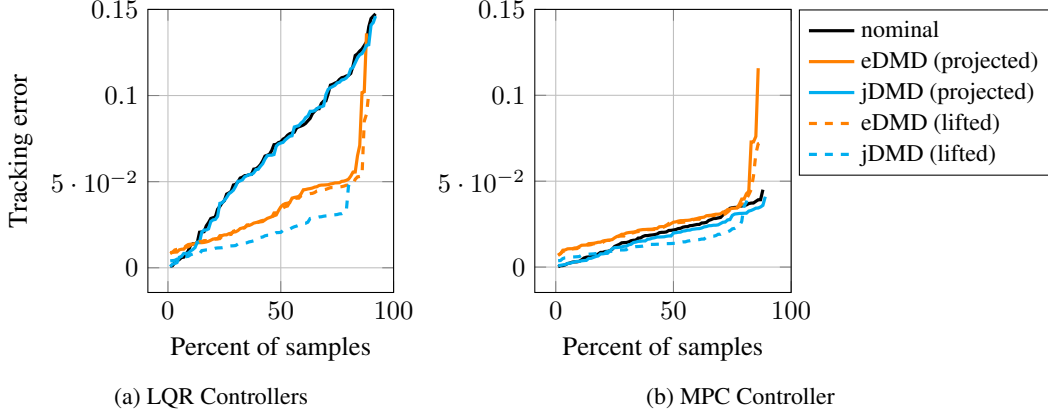 0.15
0.1
5 · 10⁻²
0
Tracking error
0
50
100
Percent of samples
(a) LQR Controllers
0.15
0.1
5 · 10⁻²
0
0
50
100
Percent of samples
(b) MPC Controller
nominal
eDMD (projected)
jDMD (projected)
eDMD (lifted)
jDMD (lifted)